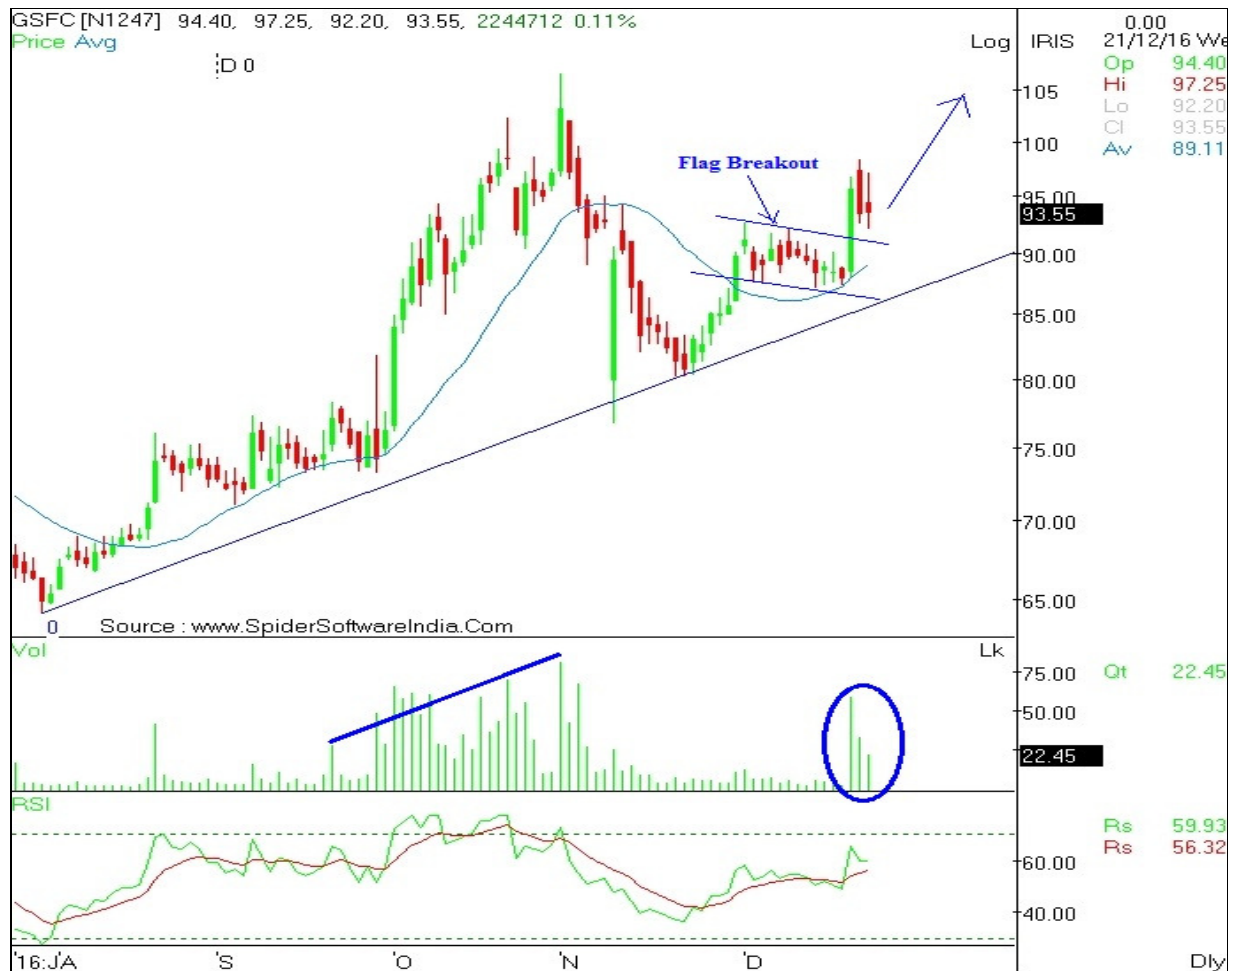 GSFC [N1247] 94.40, 97.25, 92.20, 93.55, 2244712 0.11%
Price Avg
D 0
Log
IRIS
0.00
21/12/16 We
Op 94.40
Hi 97.25
Lo 92.20
Cl 93.55
Av 89.11
105
100
95.00
93.55
90.00
85.00
80.00
75.00
70.00
65.00
Flag Breakout
0
Source : www.SpiderSoftwareIndia.Com
Vol
Lk
75.00
50.00
22.45
Qt 22.45
RSI
60.00
40.00
Rs 59.93
Rs 56.32
'16:JA
'S
'O
'N
'D
Dly